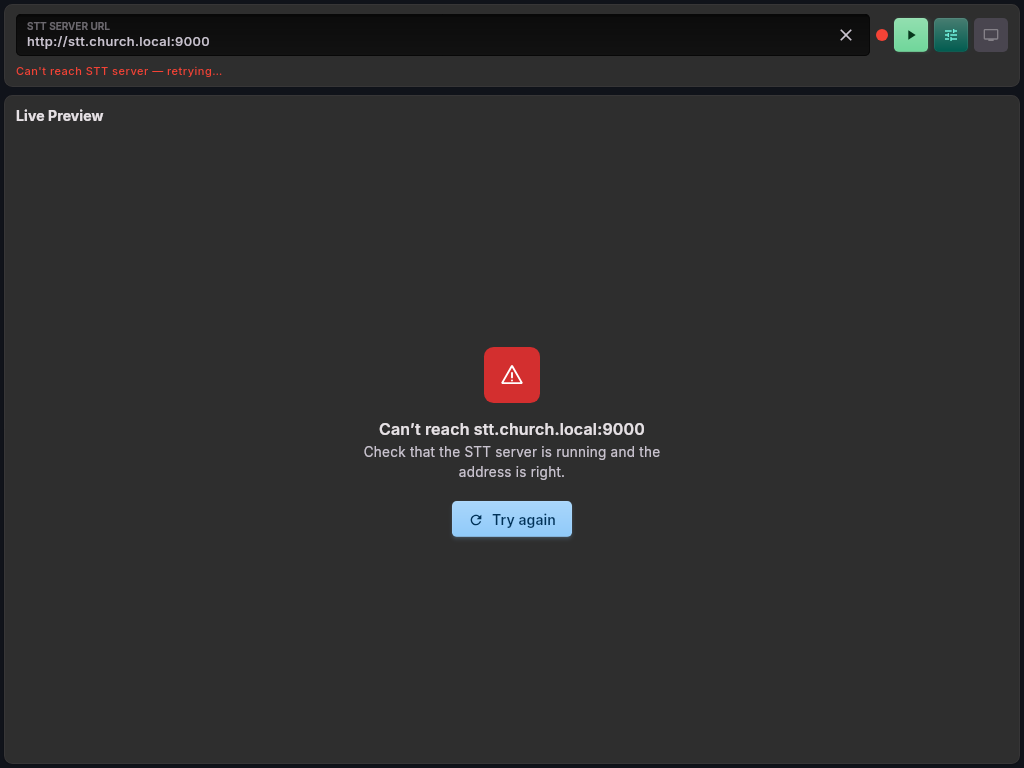 STT SERVER URL
http://stt.church.local:9000
Can't reach STT server — retrying...
Live Preview
Can’t reach stt.church.local:9000
Check that the STT server is running and the
address is right.
Try again